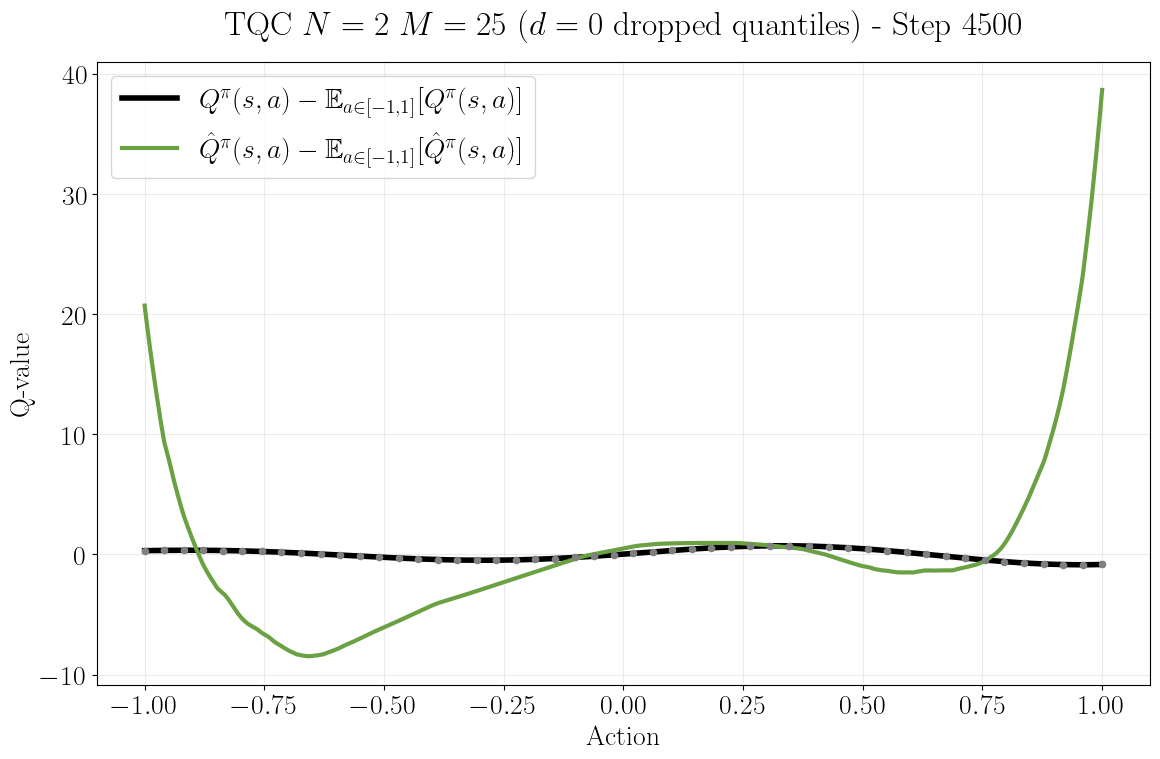 TQC N = 2 M = 25 (d = 0 dropped quantiles) - Step 4500
Q^π(s, a) − 𝔼_{a∈[−1,1]}[Q^π(s, a)]
Q̂^π(s, a) − 𝔼_{a∈[−1,1]}[Q̂^π(s, a)]
40
30
20
10
0
−10
Q-value
−1.00 −0.75 −0.50 −0.25 0.00 0.25 0.50 0.75 1.00
Action